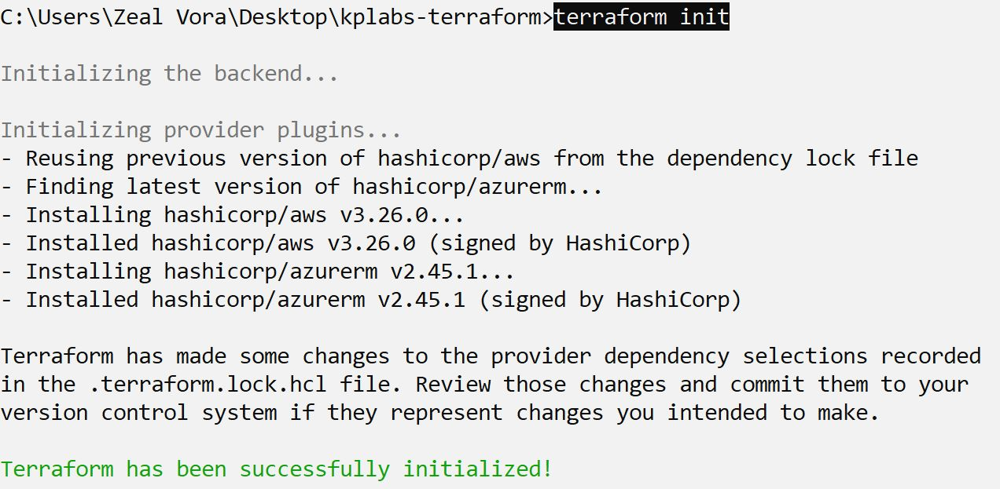 C:\Users\Zeal Vora\Desktop\kplabs-terraform>terraform init
Initializing the backend...
Initializing provider plugins...
- Reusing previous version of hashicorp/aws from the dependency lock file
- Finding latest version of hashicorp/azurerm...
- Installing hashicorp/aws v3.26.0...
- Installed hashicorp/aws v3.26.0 (signed by HashiCorp)
- Installing hashicorp/azurerm v2.45.1...
- Installed hashicorp/azurerm v2.45.1 (signed by HashiCorp)
Terraform has made some changes to the provider dependency selections recorded
in the .terraform.lock.hcl file. Review those changes and commit them to your
version control system if they represent changes you intended to make.
Terraform has been successfully initialized!